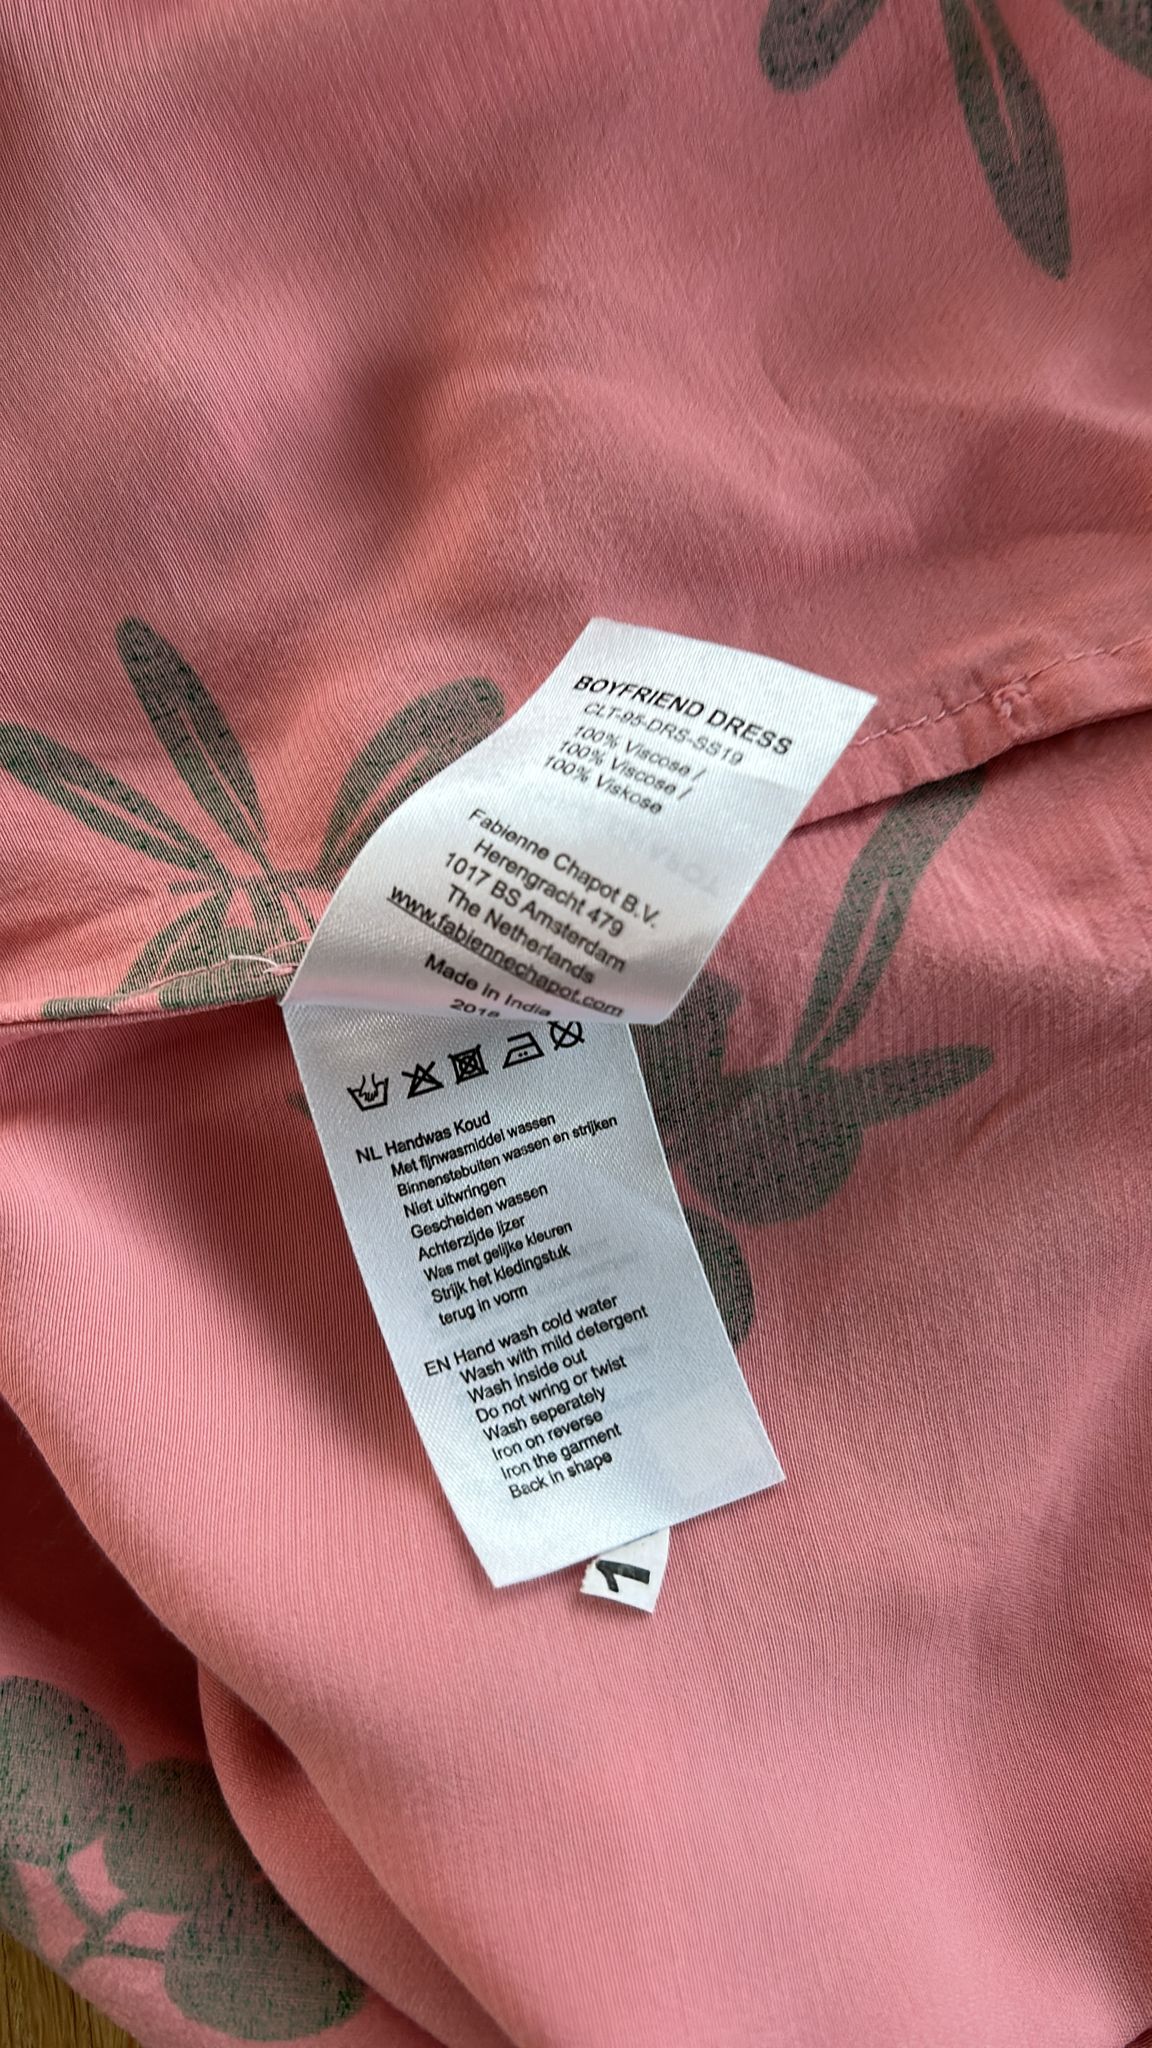 BOYFRIEND DRESS
CLT-95-DRS-SS19
100% Viscose /
100% Viscose /
100% Viskose
Fabienne Chapot B.V.
Herengracht 479
1017 BS Amsterdam
The Netherlands
www.fabiennechapot.com
Made in India
2018
NL Handwas Koud
Met fijnwasmiddel wassen
Binnenstebuiten wassen en strijken
Niet uitwringen
Gescheiden wassen
Achterzijde ijzer
Was met gelijke kleuren
Strijk het kledingstuk
terug in vorm
EN Hand wash cold water
Wash with mild detergent
Wash inside out
Do not wring or twist
Wash seperately
Iron on reverse
Iron the garment
Back in shape
1